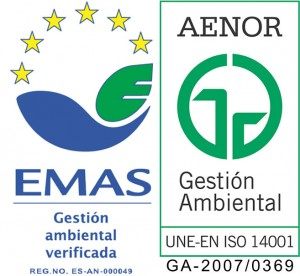 EMAS
Gestión
ambiental
verificada
REG.NO. ES-AN-000049
AENOR
Gestión
Ambiental
UNE-EN ISO 14001
GA-2007/0369